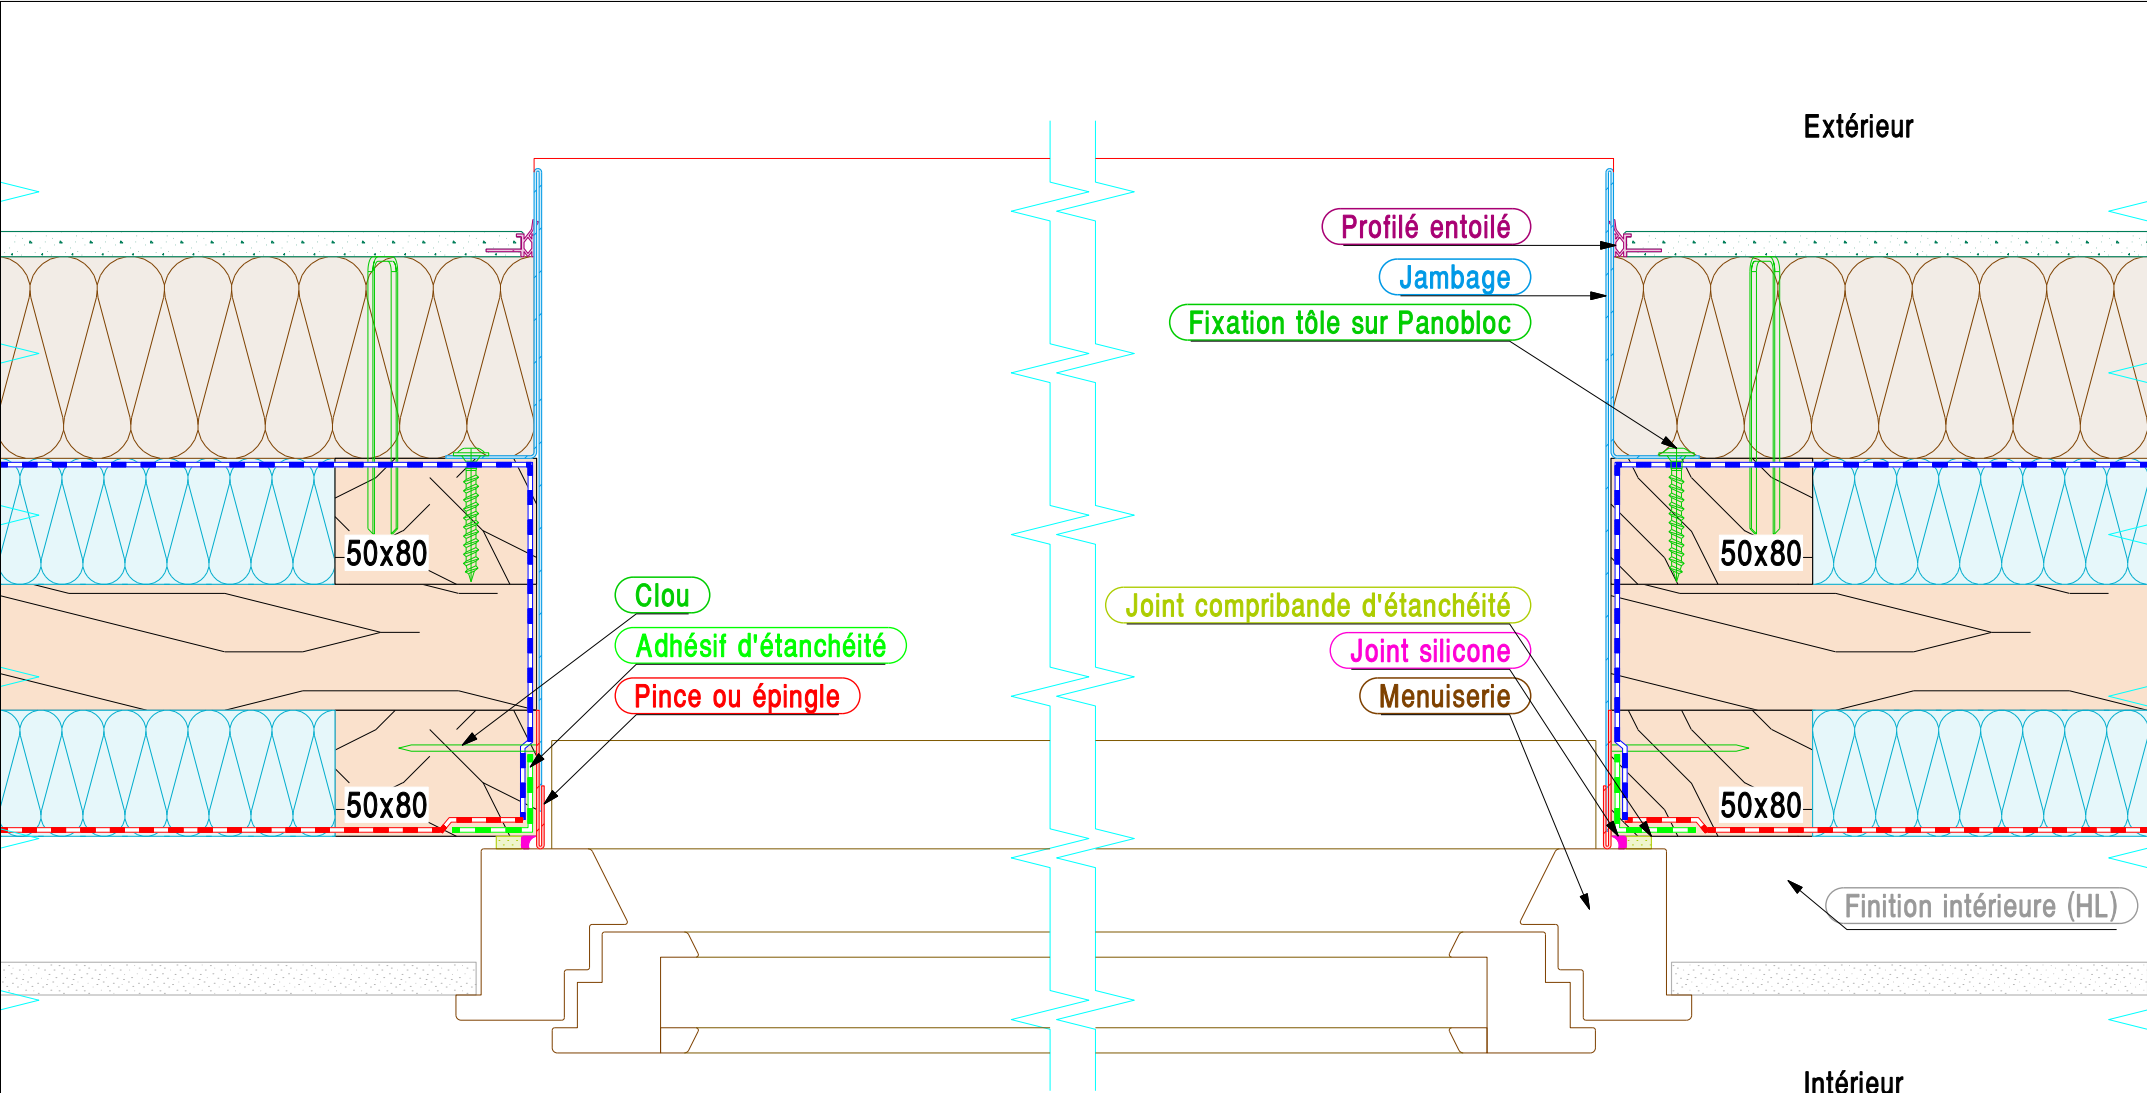 Extérieur
Profilé entoilé
Jambage
Fixation tôle sur Panobloc
50x80
50x80
Clou
Adhésif d'étanchéité
Pince ou épingle
Joint compribande d'étanchéité
Joint silicone
Menuiserie
50x80
50x80
Finition intérieure (HL)
Intérieur